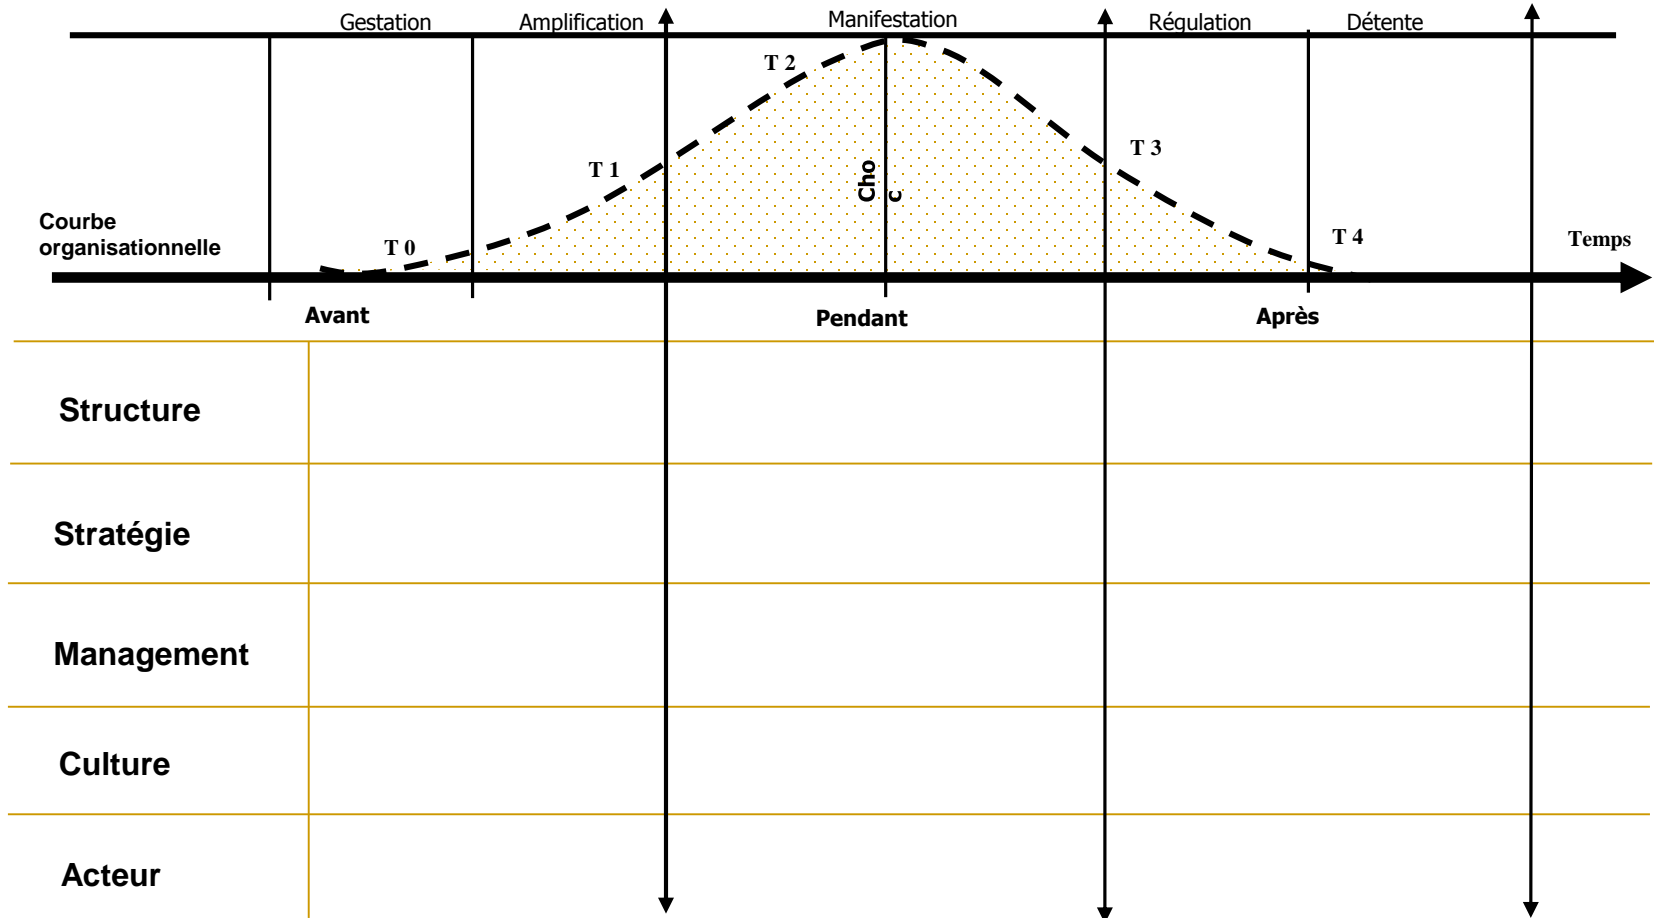 Gestation Amplification Manifestation Régulation Détente
T 2
T 1
T 3
Cho
c
Courbe
organisationnelle
T 0
T 4
Temps
Avant Pendant Après
Structure
Stratégie
Management
Culture
Acteur